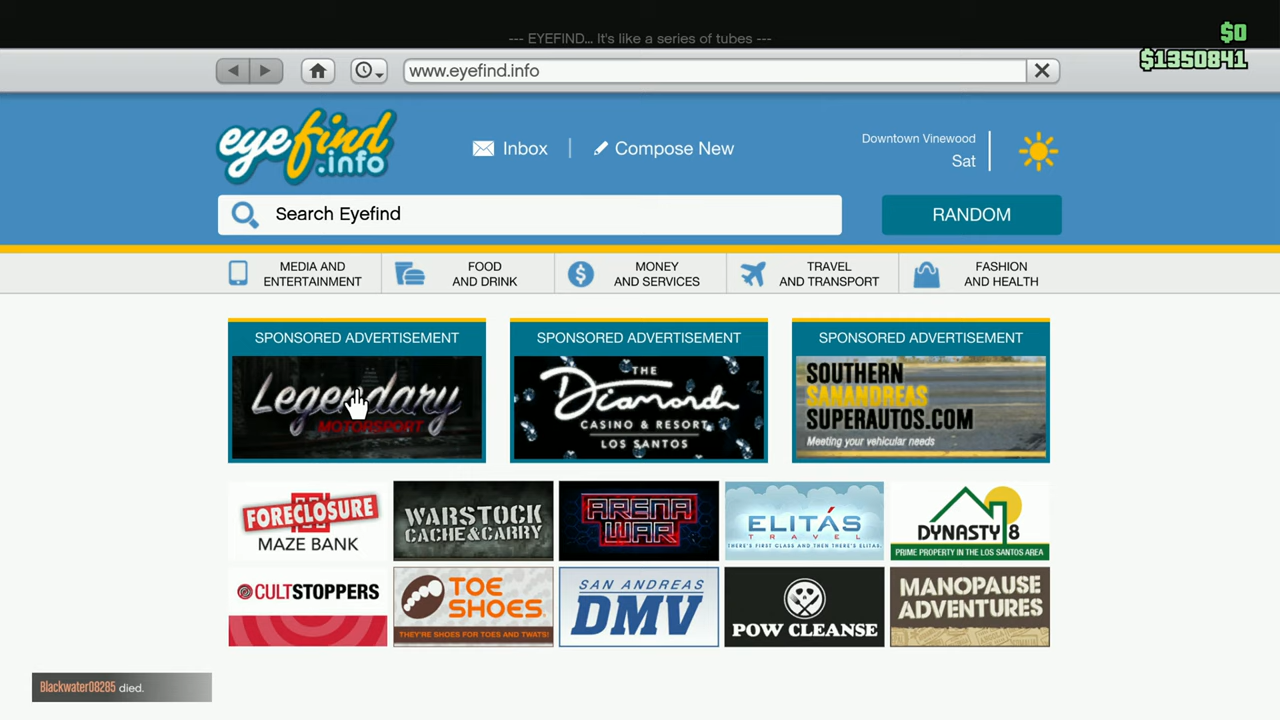 --- EYEFIND... It's like a series of tubes ---
$0
$1350841
www.eyefind.info
eyefind
.info
Inbox
Compose New
Downtown Vinewood
Sat
Search Eyefind
RANDOM
MEDIA AND
ENTERTAINMENT
FOOD
AND DRINK
MONEY
AND SERVICES
TRAVEL
AND TRANSPORT
FASHION
AND HEALTH
SPONSORED ADVERTISEMENT
Legendary
MOTORSPORT
SPONSORED ADVERTISEMENT
THE
Diamond
CASINO & RESORT
LOS SANTOS
SPONSORED ADVERTISEMENT
SOUTHERN
SANANDREAS
SUPERAUTOS.COM
Meeting your vehicular needs
FORECLOSURE
MAZE BANK
WARSTOCK
CACHE&CARRY
ARENA
WAR
ELITÁS
TRAVEL
THERE'S FIRST CLASS AND THEN THERE'S ELITAS.
DYNASTY 8
PRIME PROPERTY IN THE LOS SANTOS AREA
CULTSTOPPERS
TOE
SHOES
THEY'RE SHOES FOR TOES AND TWATS!
SAN ANDREAS
DMV
POW CLEANSE
MANOPAUSE
ADVENTURES
Blackwater08285 died.